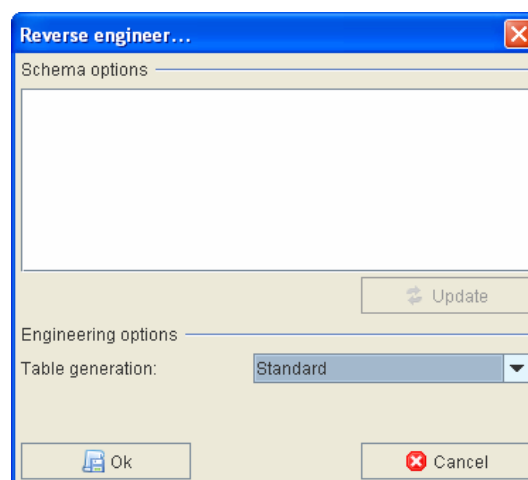 Reverse engineer...
Schema options
Update
Engineering options
Table generation: Standard
Ok Cancel